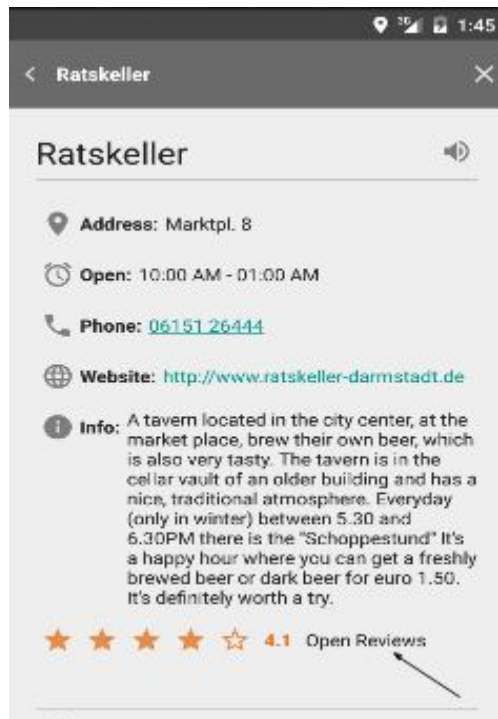 3G 1:45
< Ratskeller ×
Ratskeller
Address: Marktpl. 8
Open: 10:00 AM - 01:00 AM
Phone: 06151 26444
Website: http://www.ratskeller-darmstadt.de
Info: A tavern located in the city center, at the
market place, brew their own beer, which
is also very tasty. The tavern is in the
cellar vault of an older building and has a
nice, traditional atmosphere. Everyday
(only in winter) between 5.30 and
6.30PM there is the "Schoppestund" It's
a happy hour where you can get a freshly
brewed beer or dark beer for euro 1.50.
It's definitely worth a try.
4.1 Open Reviews